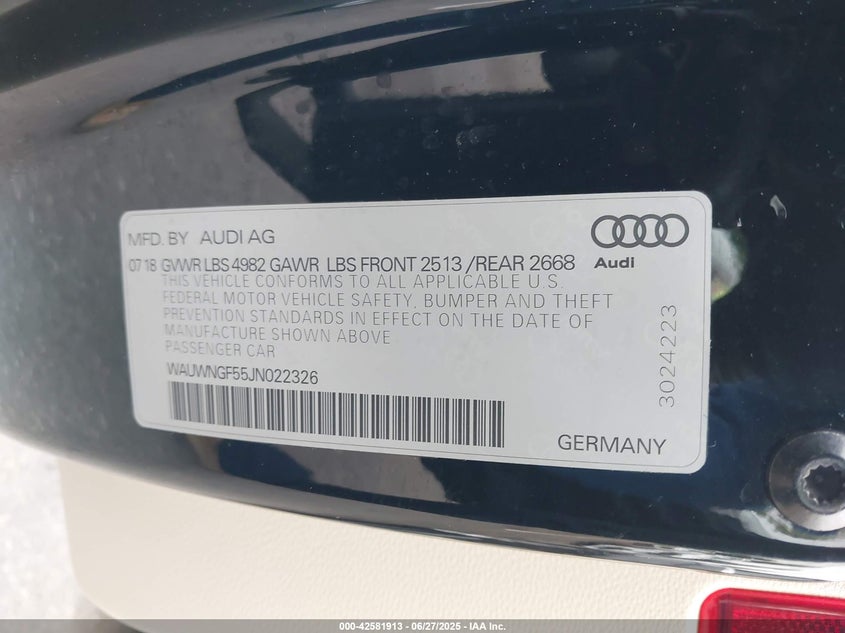 MFD. BY AUDI AG
07 18 GVWR LBS 4982 GAWR LBS FRONT 2513 /REAR 2668
Audi
THIS VEHICLE CONFORMS TO ALL APPLICABLE U.S.
FEDERAL MOTOR VEHICLE SAFETY, BUMPER AND THEFT
PREVENTION STANDARDS IN EFFECT ON THE DATE OF
MANUFACTURE SHOWN ABOVE
PASSENGER CAR
WAUWNGF55JN022326
3024223
GERMANY
000-42581913 - 06/27/2025 - IAA Inc.